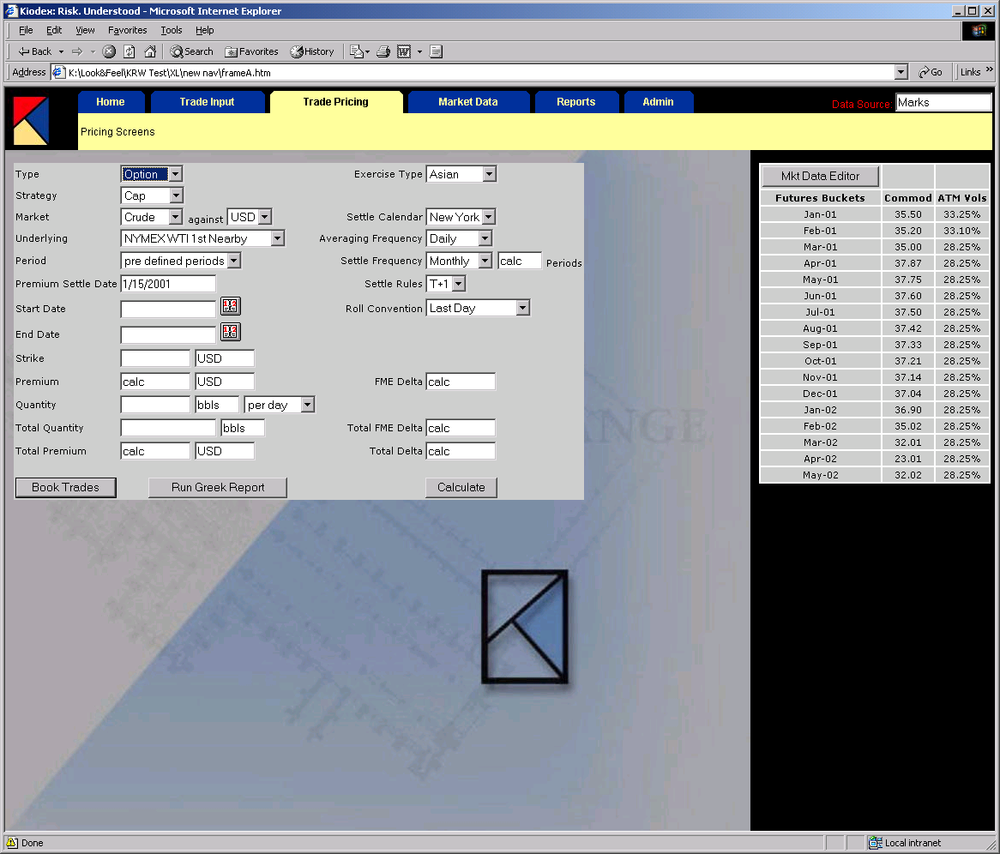 Kiodex: Risk. Understood - Microsoft Internet Explorer
File Edit View Favorites Tools Help
Back Search Favorites History
Address K:\Look&Feel\KRW Test\XL\new nav\frameA.htm Go Links »
Home Trade Input Trade Pricing Market Data Reports Admin Data Source: Marks
Pricing Screens
Type Option Exercise Type Asian
Strategy Cap
Market Crude against USD Settle Calendar New York
Underlying NYMEX WTI 1st Nearby Averaging Frequency Daily
Period pre defined periods Settle Frequency Monthly calc Periods
Premium Settle Date 1/15/2001 Settle Rules T+1
Start Date Roll Convention Last Day
End Date
Strike USD
Premium calc USD FME Delta calc
Quantity bbls per day
Total Quantity bbls Total FME Delta calc
Total Premium calc USD Total Delta calc
Book Trades Run Greek Report Calculate
Mkt Data Editor
Futures Buckets Commod ATM Vols
Jan-01 35.50 33.25%
Feb-01 35.20 33.10%
Mar-01 35.00 28.25%
Apr-01 37.87 28.25%
May-01 37.75 28.25%
Jun-01 37.60 28.25%
Jul-01 37.50 28.25%
Aug-01 37.42 28.25%
Sep-01 37.33 28.25%
Oct-01 37.21 28.25%
Nov-01 37.14 28.25%
Dec-01 37.04 28.25%
Jan-02 36.90 28.25%
Feb-02 35.02 28.25%
Mar-02 32.01 28.25%
Apr-02 23.01 28.25%
May-02 32.02 28.25%
ANGE
Done Local intranet